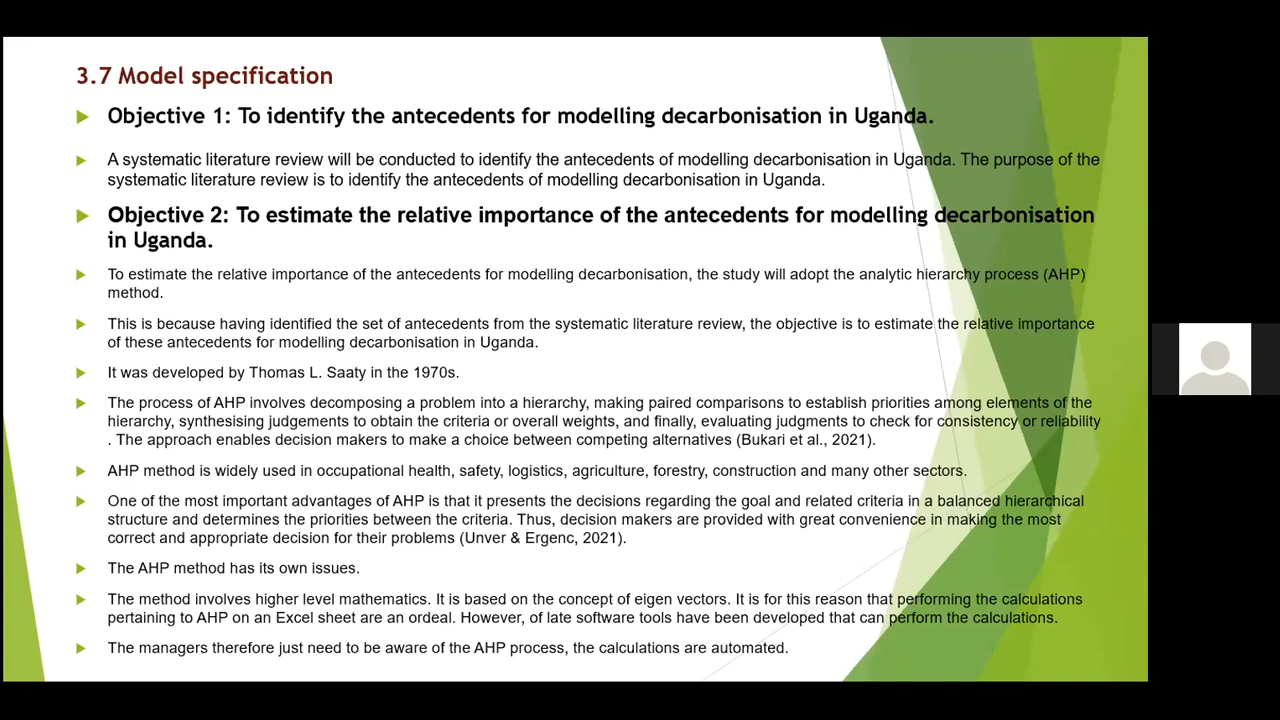 3.7 Model specification
Objective 1: To identify the antecedents for modelling decarbonisation in Uganda.
A systematic literature review will be conducted to identify the antecedents of modelling decarbonisation in Uganda. The purpose of the
systematic literature review is to identify the antecedents of modelling decarbonisation in Uganda.
Objective 2: To estimate the relative importance of the antecedents for modelling decarbonisation
in Uganda.
To estimate the relative importance of the antecedents for modelling decarbonisation, the study will adopt the analytic hierarchy process (AHP)
method.
This is because having identified the set of antecedents from the systematic literature review, the objective is to estimate the relative importance
of these antecedents for modelling decarbonisation in Uganda.
It was developed by Thomas L. Saaty in the 1970s.
The process of AHP involves decomposing a problem into a hierarchy, making paired comparisons to establish priorities among elements of the
hierarchy, synthesising judgements to obtain the criteria or overall weights, and finally, evaluating judgments to check for consistency or reliability
. The approach enables decision makers to make a choice between competing alternatives (Bukari et al., 2021).
AHP method is widely used in occupational health, safety, logistics, agriculture, forestry, construction and many other sectors.
One of the most important advantages of AHP is that it presents the decisions regarding the goal and related criteria in a balanced hierarchical
structure and determines the priorities between the criteria. Thus, decision makers are provided with great convenience in making the most
correct and appropriate decision for their problems (Unver & Ergenc, 2021).
The AHP method has its own issues.
The method involves higher level mathematics. It is based on the concept of eigen vectors. It is for this reason that performing the calculations
pertaining to AHP on an Excel sheet are an ordeal. However, of late software tools have been developed that can perform the calculations.
The managers therefore just need to be aware of the AHP process, the calculations are automated.